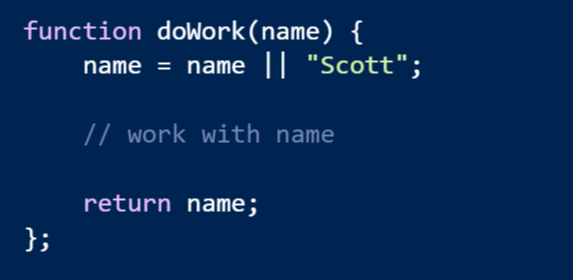 function doWork(name) {
    name = name || "Scott";
    // work with name
    return name;
};